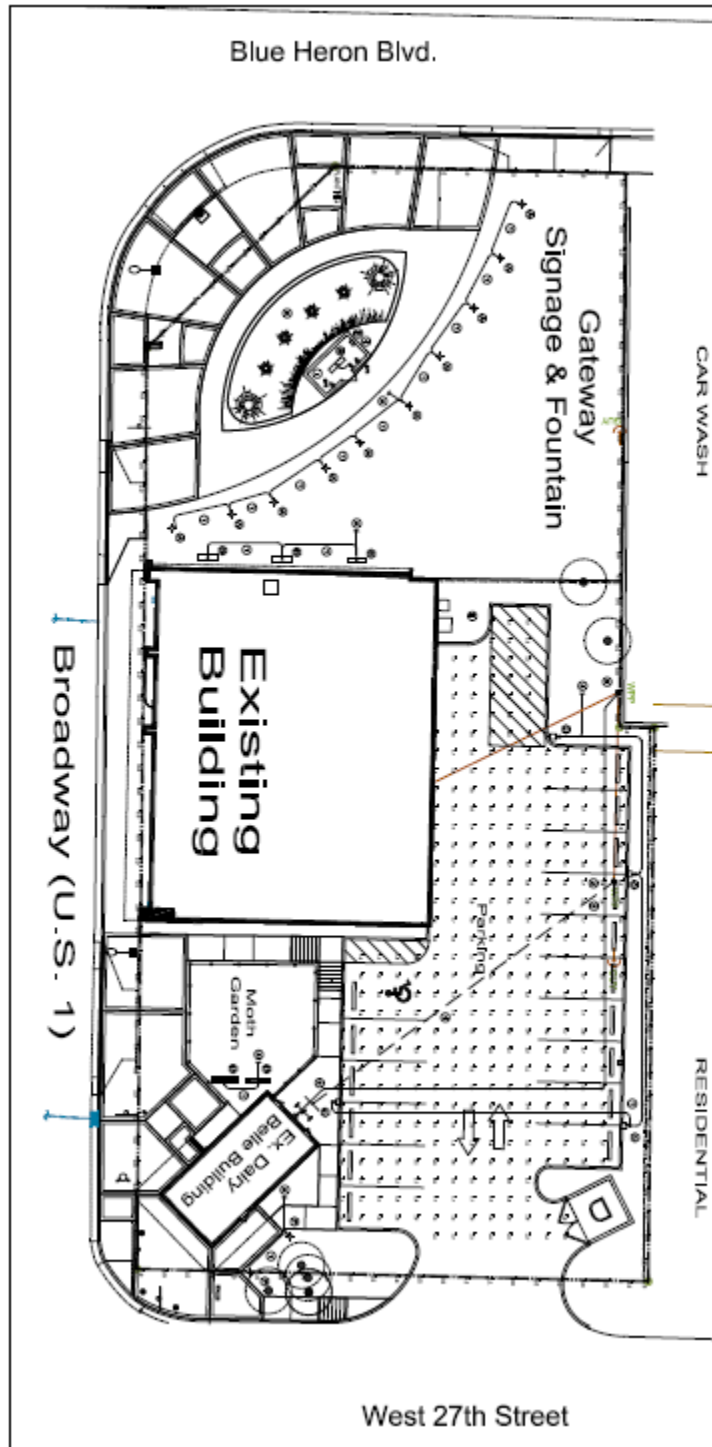 Blue Heron Blvd.
Gateway
Signage & Fountain
CAR WASH
Existing
Building
Broadway (U.S. 1)
Parking
Moth
Garden
EX. Dairy
Belle Building
RESIDENTIAL
D
West 27th Street